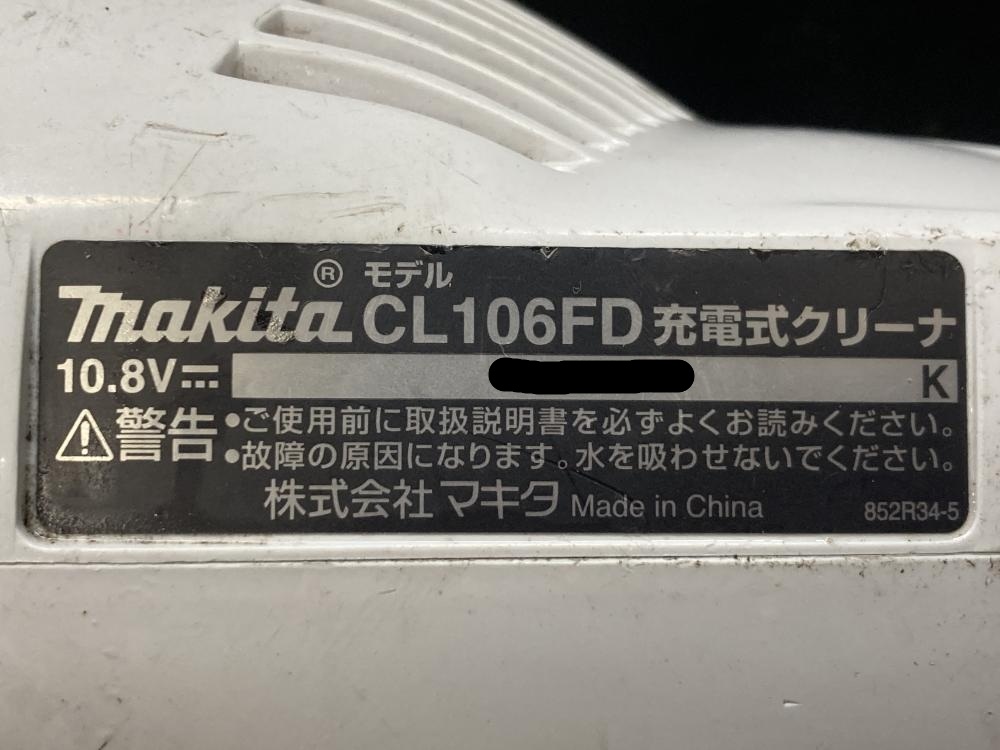 makita® モデル CL106FD 充電式クリーナ
10.8V⎓ K
⚠警告 •ご使用前に取扱説明書を必ずよくお読みください。
•故障の原因になります。水を吸わせないでください。
株式会社マキタ Made in China 852R34-5